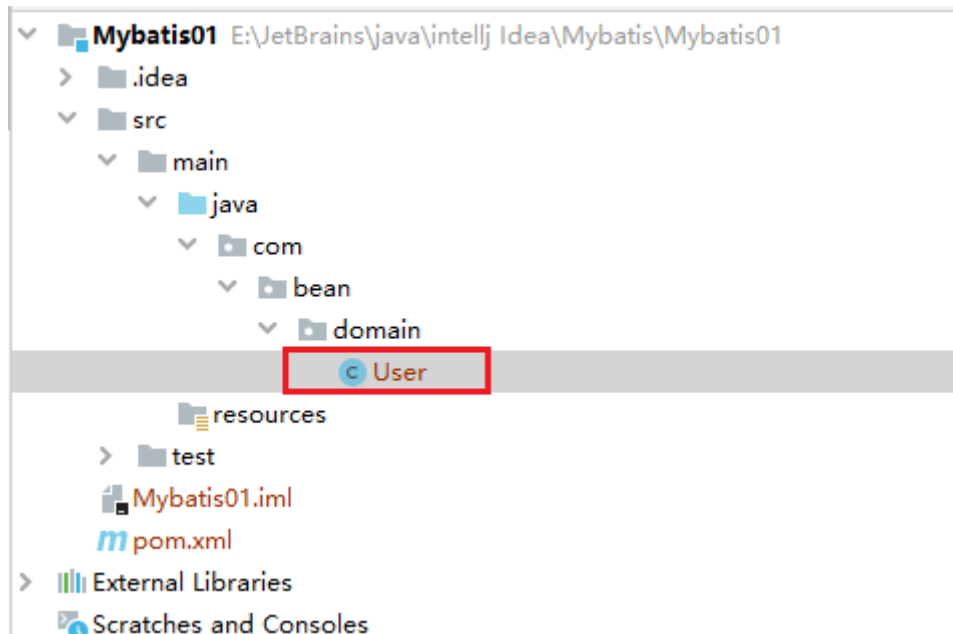 Mybatis01 E:\JetBrains\java\intellj Idea\Mybatis\Mybatis01
.idea
src
main
java
com
bean
domain
C User
resources
test
Mybatis01.iml
m pom.xml
External Libraries
Scratches and Consoles